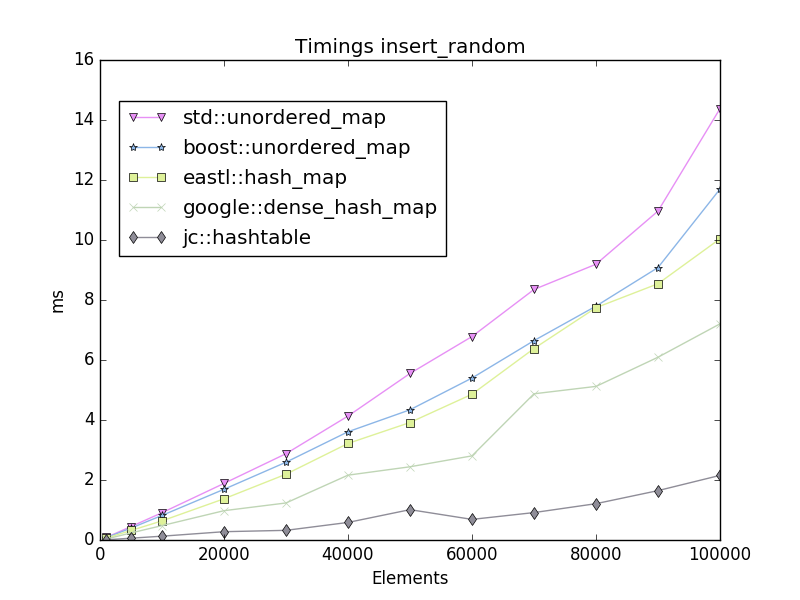 Timings insert_random
16
14
12
10
8
6
4
2
0
ms
std::unordered_map
boost::unordered_map
eastl::hash_map
google::dense_hash_map
jc::hashtable
0 20000 40000 60000 80000 100000
Elements